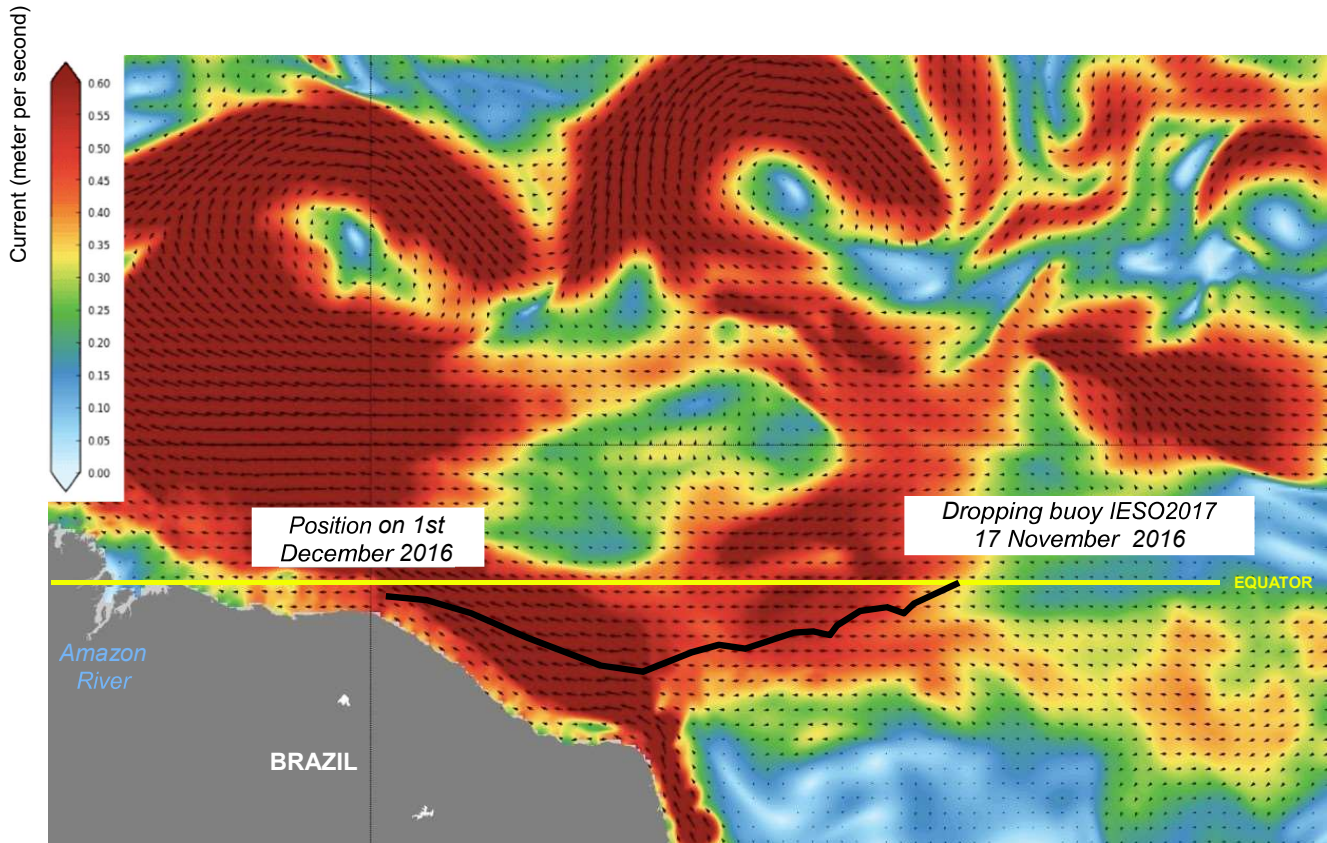 Current (meter per second)
0.60
0.55
0.50
0.45
0.40
0.35
0.30
0.25
0.20
0.15
0.10
0.05
0.00
Position on 1st
December 2016
Dropping buoy IESO2017
17 November 2016
EQUATOR
Amazon
River
BRAZIL